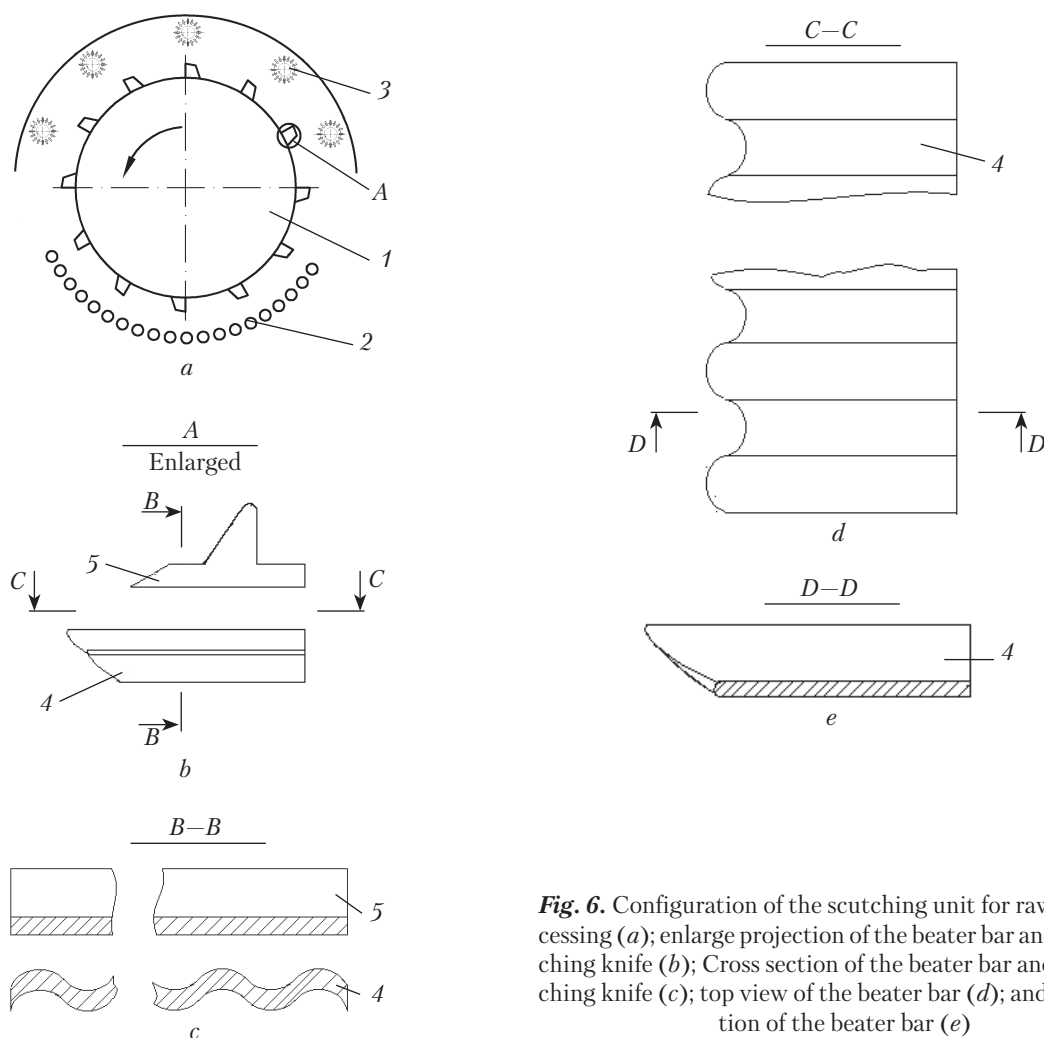 3
A
1
2
a
A
Enlarged
B
5
C
C
4
B
b
B–B
5
4
c
C–C
4
D
D
d
D–D
4
e
Fig. 6. Configuration of the scutching unit for raw
cessing (a); enlarge projection of the beater bar an
ching knife (b); Cross section of the beater bar and
ching knife (c); top view of the beater bar (d); and
tion of the beater bar (e)